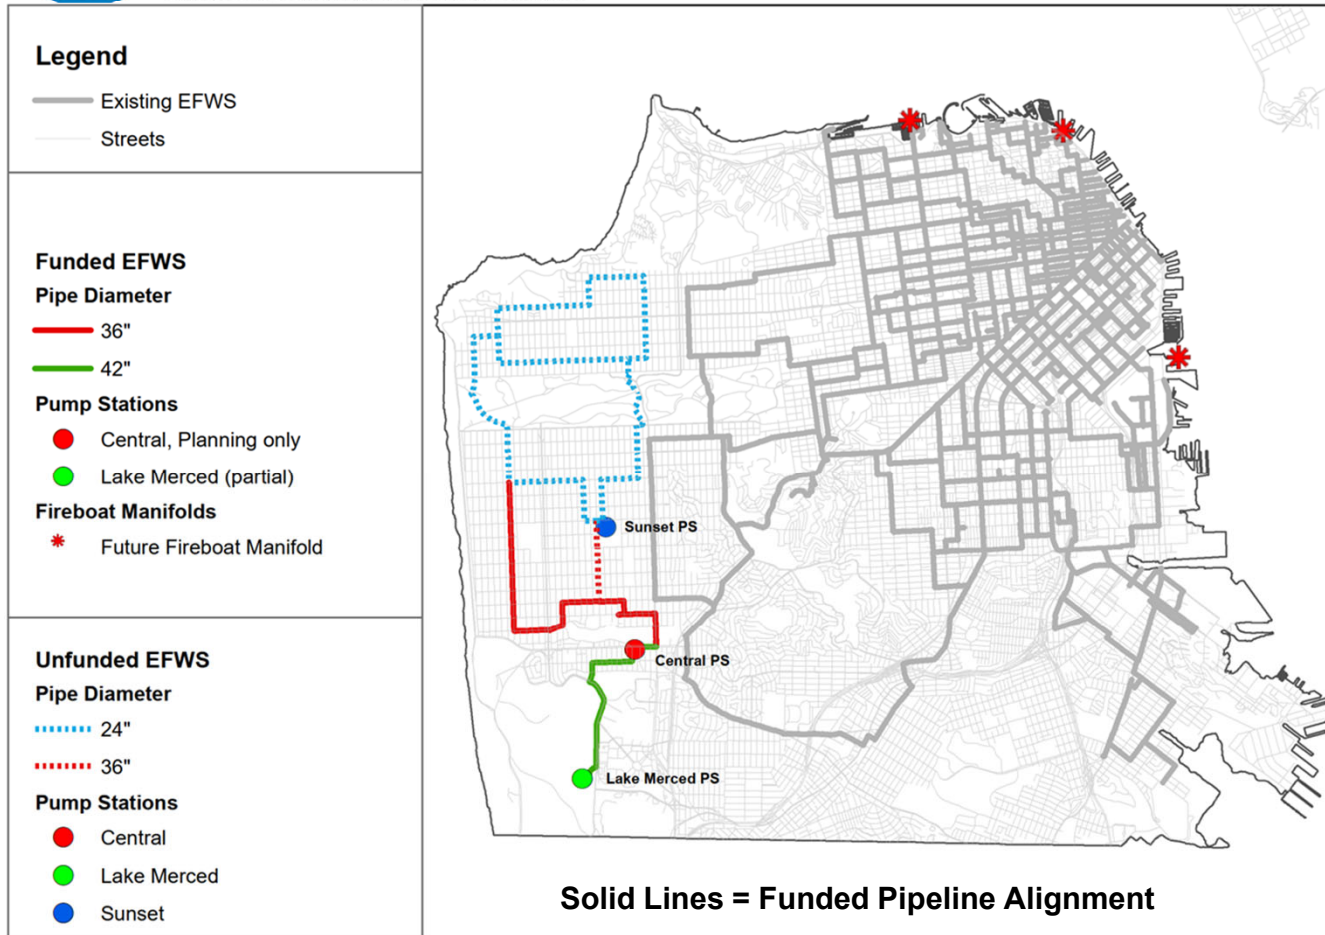 Legend
Existing EFWS
Streets
Funded EFWS
Pipe Diameter
36"
42"
Pump Stations
Central, Planning only
Lake Merced (partial)
Fireboat Manifolds
Future Fireboat Manifold
Unfunded EFWS
Pipe Diameter
24"
36"
Pump Stations
Central
Lake Merced
Sunset
Sunset PS
Central PS
Lake Merced PS
Solid Lines = Funded Pipeline Alignment